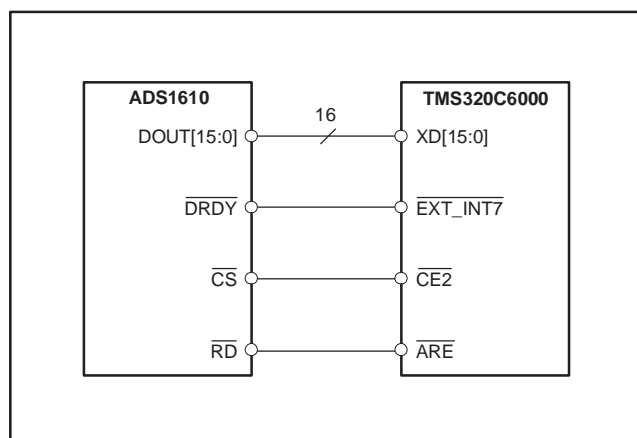 ADS1610 TMS320C6000
16
DOUT[15:0] XD[15:0]
DRDY EXT_INT7
CS CE2
RD ARE